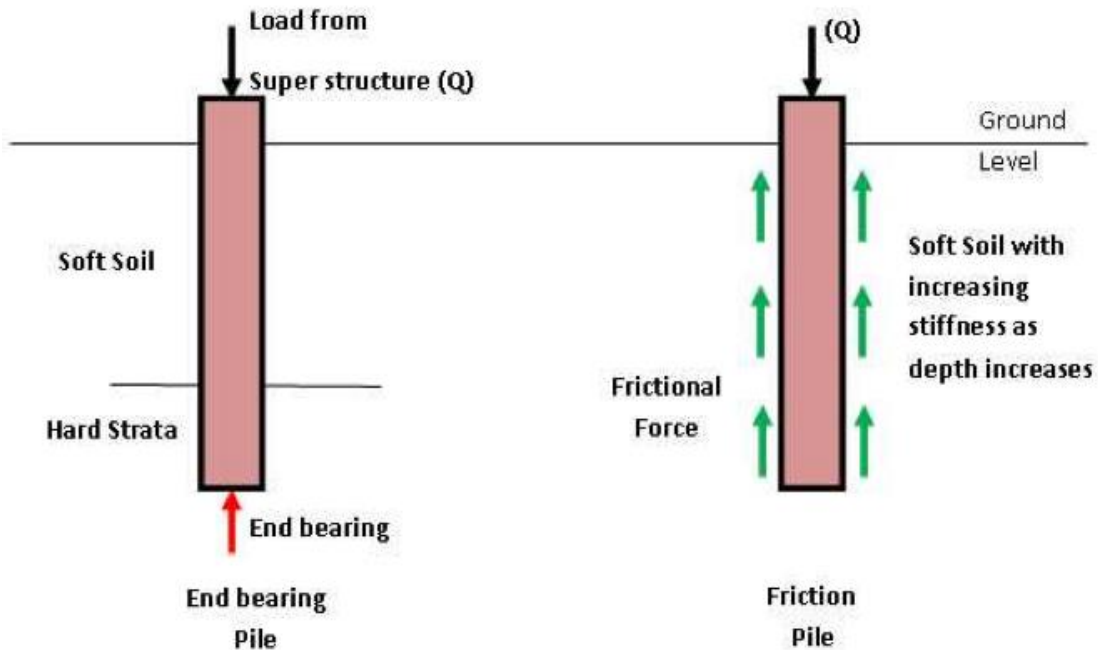 Load from
Super structure (Q)
(Q)
Ground
Level
Soft Soil
Soft Soil with
increasing
stiffness as
depth increases
Hard Strata
Frictional
Force
End bearing
End bearing
Pile
Friction
Pile